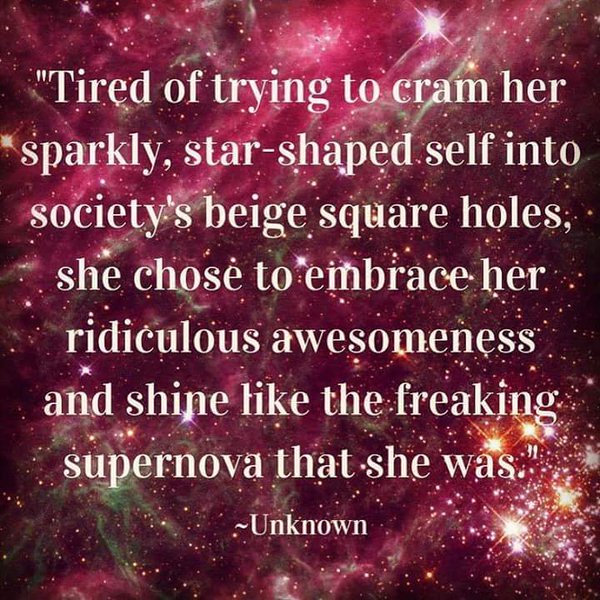 "Tired of trying to cram her
sparkly, star-shaped self into
society's beige square holes,
she chose to embrace her
ridiculous awesomeness
and shine like the freaking
supernova that she was."
~Unknown